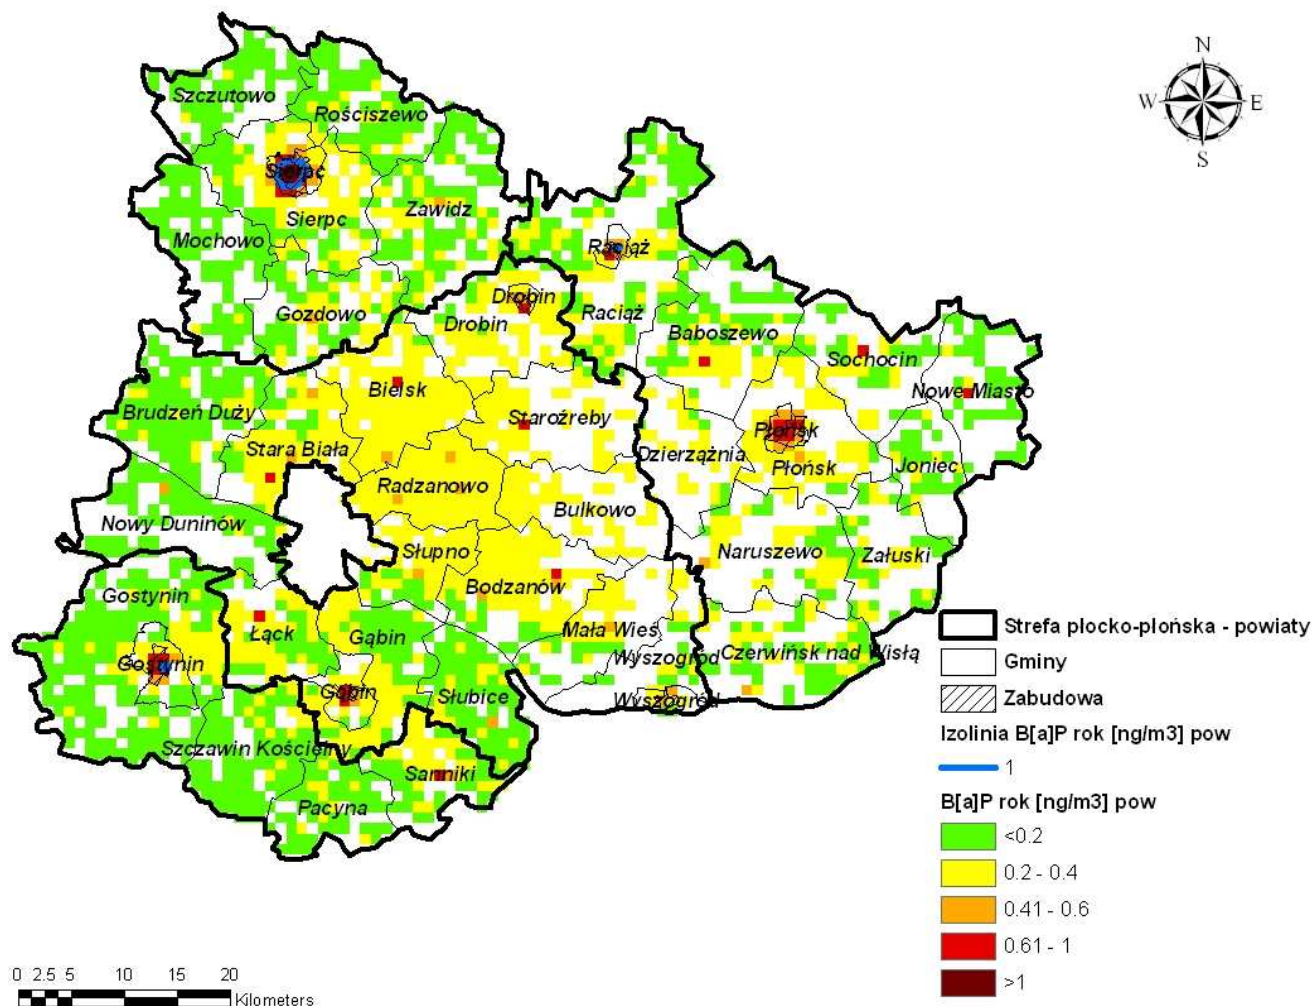 N
W E
S
Szczutowo
Rościszewo
Sierpc
Sierpc
Zawidz
Mochowo
Raciąż
Gozdowo
Drobin
Drobin
Raciąż
Baboszewo
Sochocin
Nowe Miasto
Bielsk
Brudzeń Duży
Staroźreby
Płońsk
Stara Biała
Dzierzążnia
Płońsk
Joniec
Radzanowo
Nowy Duninów
Bulkowo
Słupno
Naruszewo
Załuski
Bodzanów
Gostynin
Łąck
Gąbin
Mała Wieś
Wyszogród
Czerwińsk nad Wisłą
Gostynin
Gąbin
Słubice
Wyszogród
Szczawin Kościelny
Sanniki
Pacyna
Strefa płocko-płońska - powiaty
Gminy
Zabudowa
Izolinia B[a]P rok [ng/m3] pow
1
B[a]P rok [ng/m3] pow
<0.2
0.2 - 0.4
0.41 - 0.6
0.61 - 1
>1
0 2.5 5 10 15 20
Kilometers